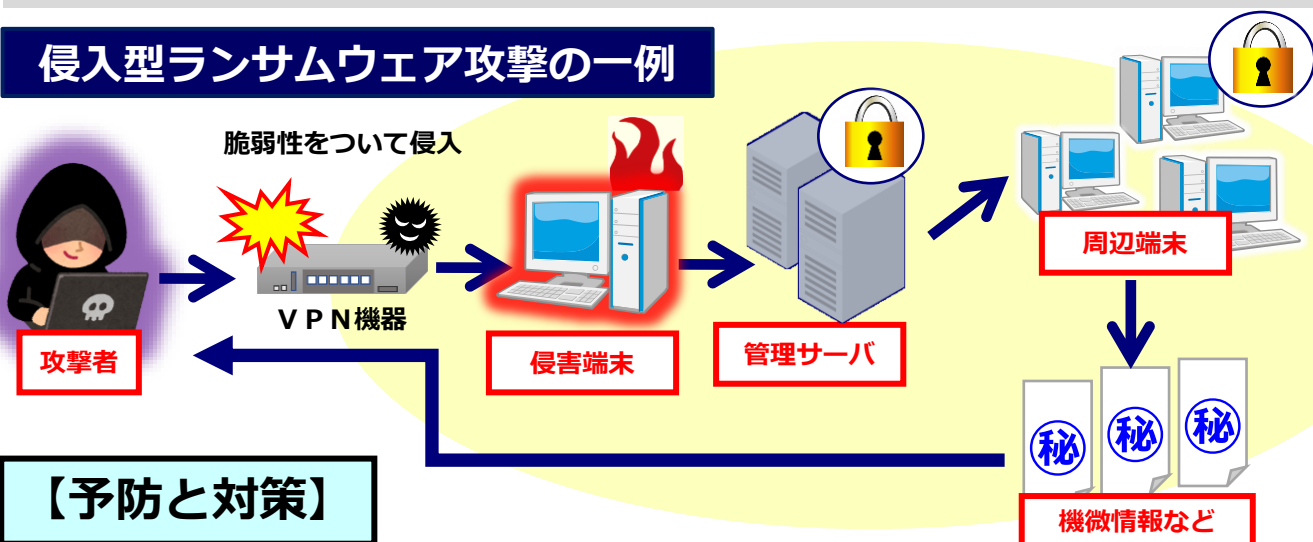 侵入型ランサムウェア攻撃の一例
脆弱性をついて侵入
ＶＰＮ機器
攻撃者
侵害端末
管理サーバ
周辺端末
秘
秘
秘
機微情報など
【予防と対策】